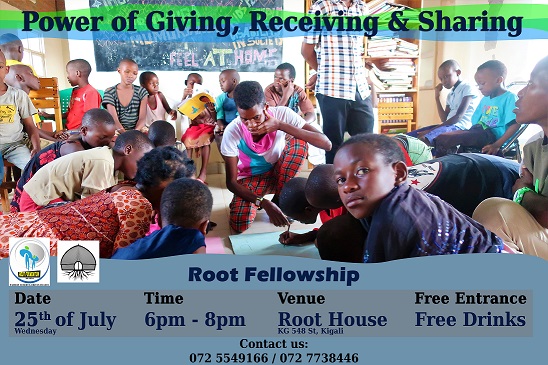 Power of Giving, Receiving & Sharing
FEEL AT HOME
Root Fellowship
Date
25th of July
Wednesday
Time
6pm - 8pm
Venue
Root House
KG 548 St, Kigali
Free Entrance
Free Drinks
Contact us:
072 5549166 / 072 7738446